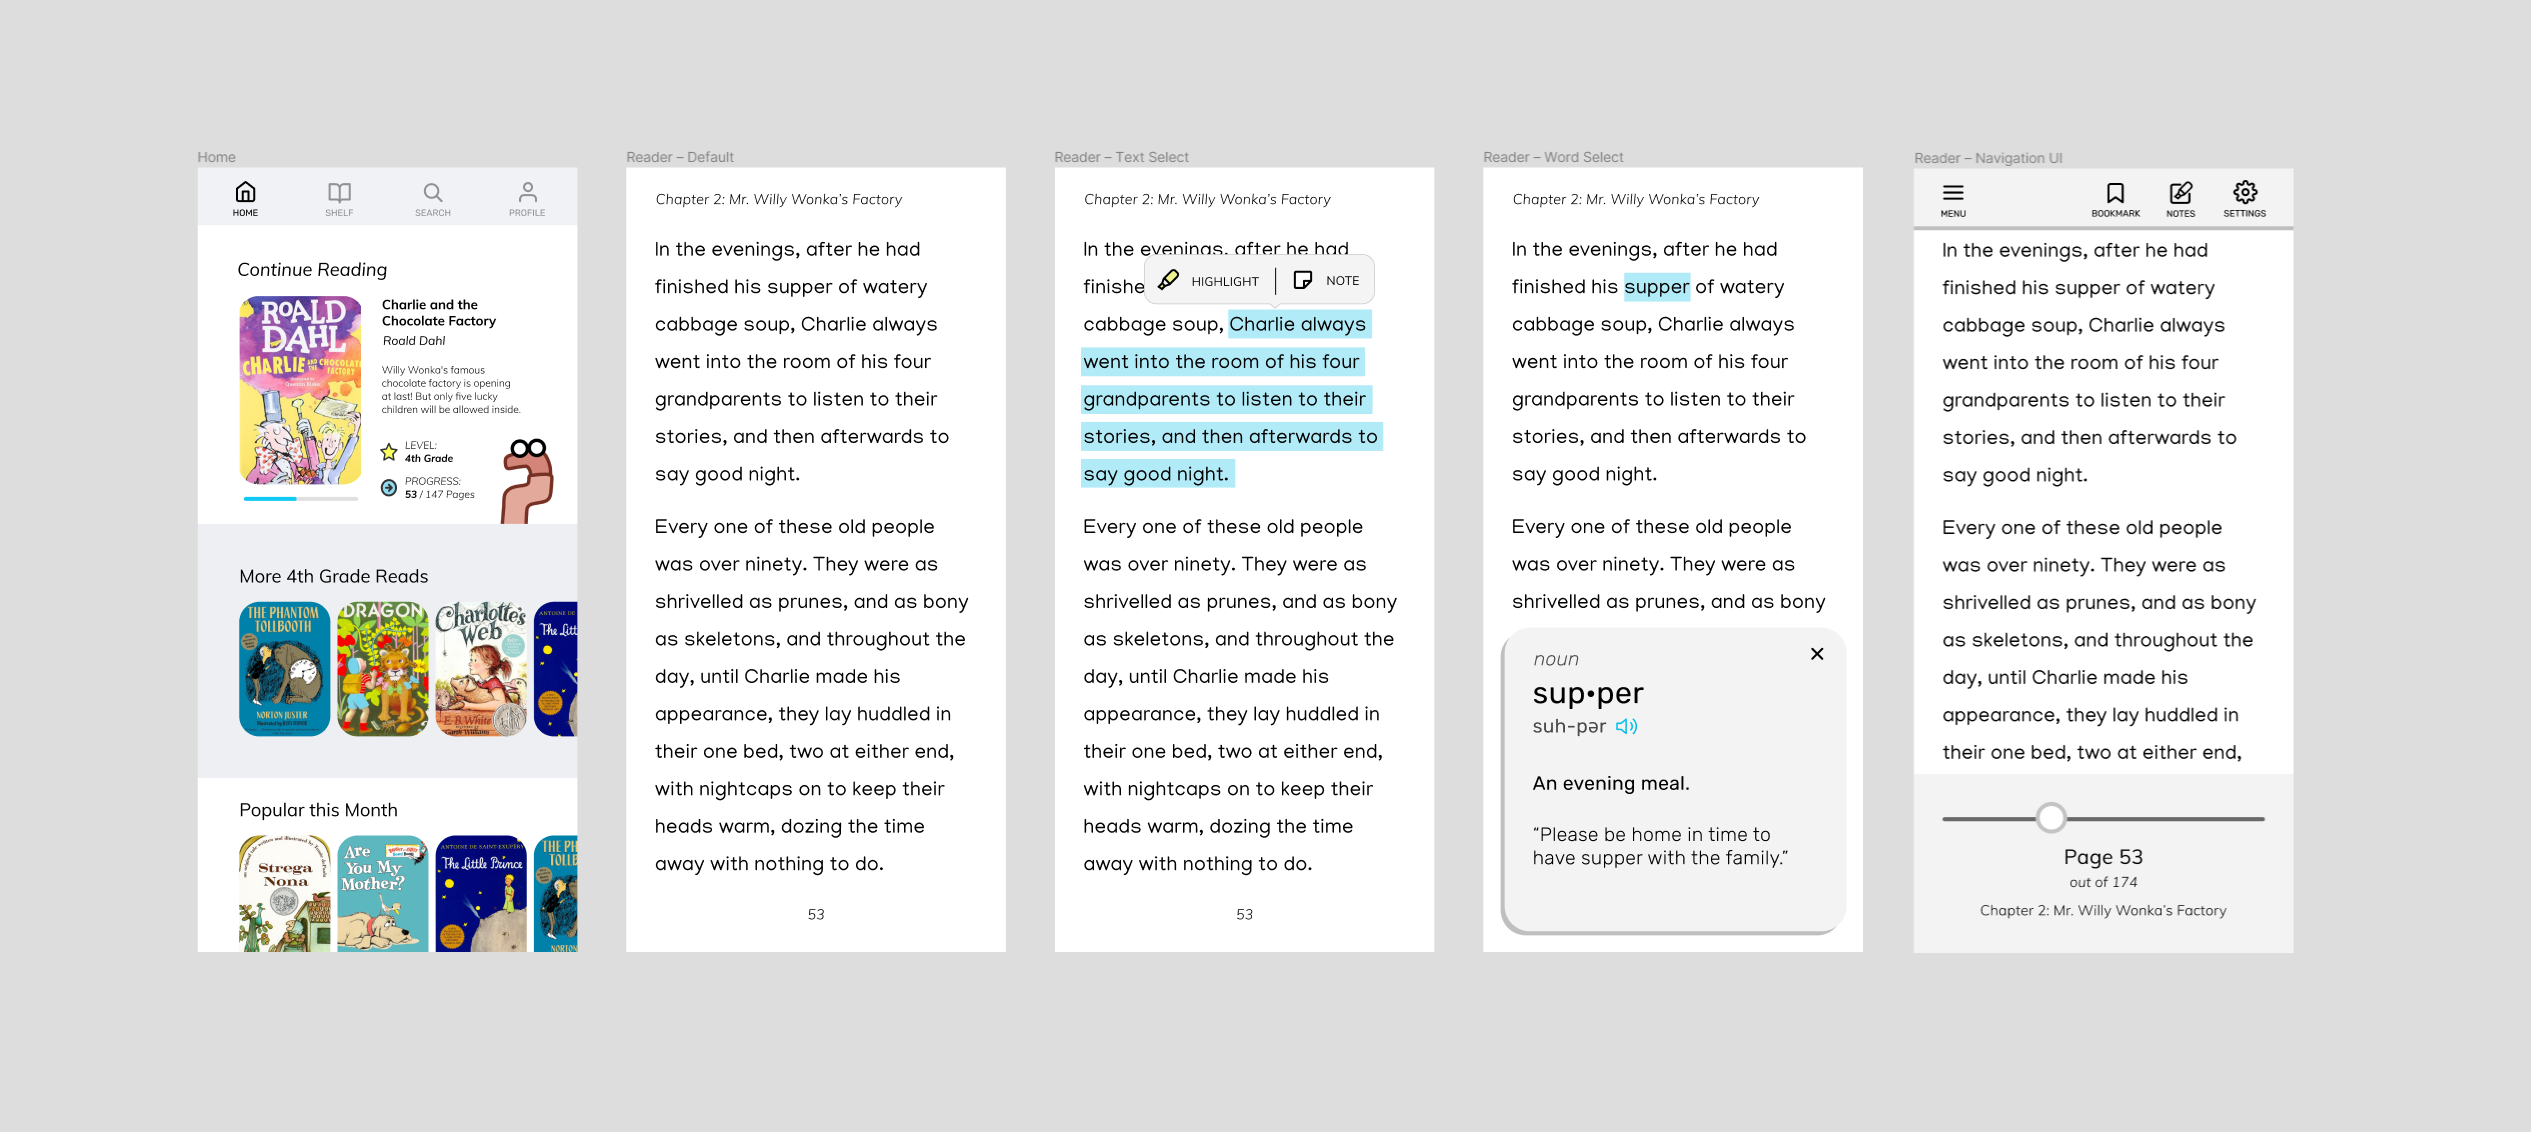 Home
HOME
SHELF
SEARCH
PROFILE
Continue Reading
ROALD
DAHL
CHARLIE AND THE CHOCOLATE
FACTORY
Quentin Blake
Charlie and the
Chocolate Factory
Roald Dahl
Willy Wonka's famous
chocolate factory is opening
at last! But only five lucky
children will be allowed inside.
LEVEL:
4th Grade
PROGRESS:
53 / 147 Pages
More 4th Grade Reads
THE PHANTOM
TOLLBOOTH
NORTON JUSTER
DRAGON
Charlotte's
Web
E. B. White
Garth Williams
ANTOINE DE
The Litt
Popular this Month
Strega
Nona
Are
You My
Mother?
ANTOINE DE SAINT-EXUPÉRY
The Little Prince
THE PH
TOLLB
NORTON
Reader – Default
Chapter 2: Mr. Willy Wonka's Factory
In the evenings, after he had
finished his supper of watery
cabbage soup, Charlie always
went into the room of his four
grandparents to listen to their
stories, and then afterwards to
say good night.
Every one of these old people
was over ninety. They were as
shrivelled as prunes, and as bony
as skeletons, and throughout the
day, until Charlie made his
appearance, they lay huddled in
their one bed, two at either end,
with nightcaps on to keep their
heads warm, dozing the time
away with nothing to do.
53
Reader – Text Select
Chapter 2: Mr. Willy Wonka's Factory
In the evenings, after he had
finishe
HIGHLIGHT
NOTE
cabbage soup, Charlie always
went into the room of his four
grandparents to listen to their
stories, and then afterwards to
say good night.
Every one of these old people
was over ninety. They were as
shrivelled as prunes, and as bony
as skeletons, and throughout the
day, until Charlie made his
appearance, they lay huddled in
their one bed, two at either end,
with nightcaps on to keep their
heads warm, dozing the time
away with nothing to do.
53
Reader – Word Select
Chapter 2: Mr. Willy Wonka's Factory
In the evenings, after he had
finished his supper of watery
cabbage soup, Charlie always
went into the room of his four
grandparents to listen to their
stories, and then afterwards to
say good night.
Every one of these old people
was over ninety. They were as
shrivelled as prunes, and as bony
noun
sup•per
suh-pər
An evening meal.
“Please be home in time to
have supper with the family.”
Reader – Navigation UI
MENU
BOOKMARK
NOTES
SETTINGS
In the evenings, after he had
finished his supper of watery
cabbage soup, Charlie always
went into the room of his four
grandparents to listen to their
stories, and then afterwards to
say good night.
Every one of these old people
was over ninety. They were as
shrivelled as prunes, and as bony
as skeletons, and throughout the
day, until Charlie made his
appearance, they lay huddled in
their one bed, two at either end,
Page 53
out of 174
Chapter 2: Mr. Willy Wonka's Factory